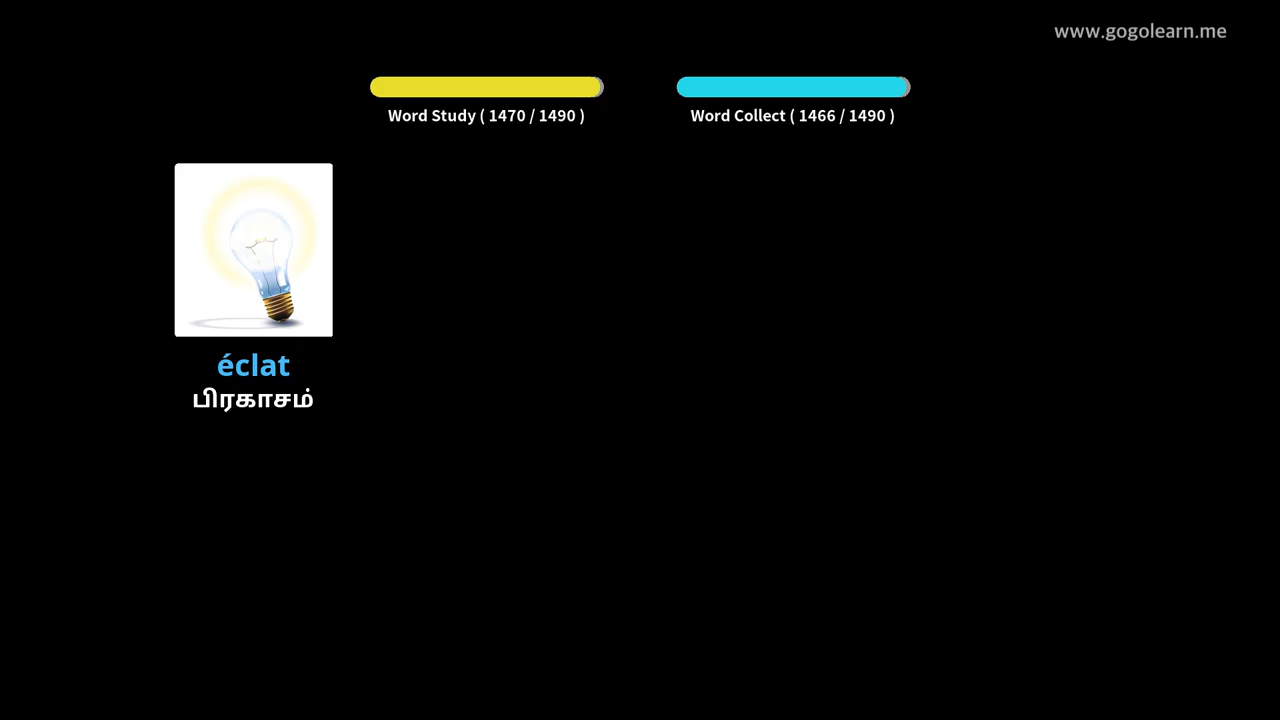 www.gogolearn.me
Word Study ( 1470 / 1490 )
Word Collect ( 1466 / 1490 )
éclat
பிரகாசம்